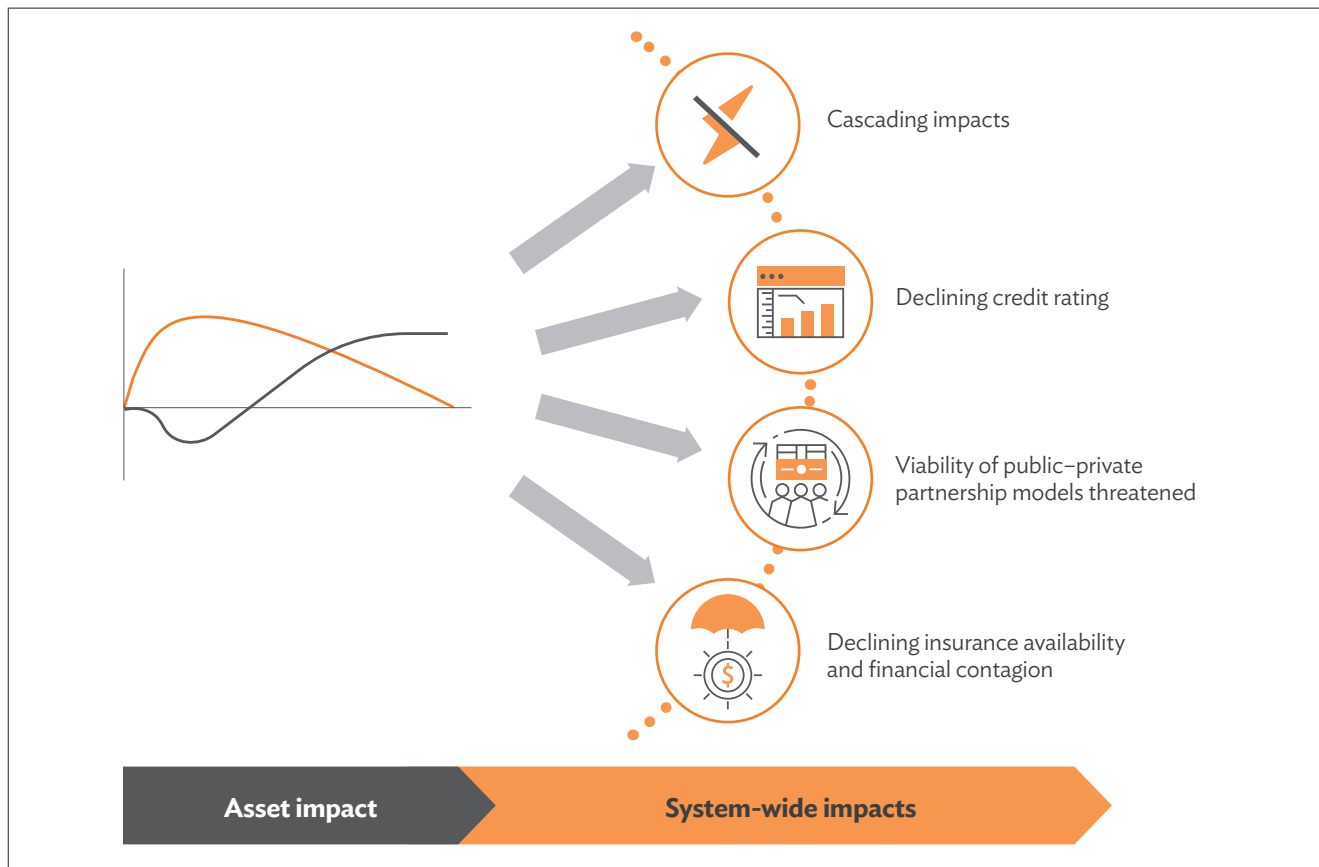 Cascading impacts
Declining credit rating
Viability of public–private
partnership models threatened
Declining insurance availability
and financial contagion
$
Asset impact
System-wide impacts